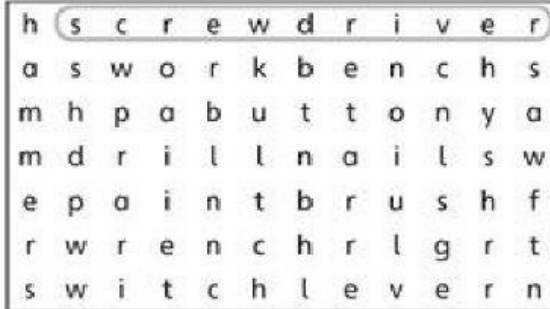 h s c r e w d r i v e r
a s w o r k b e n c h s
m h p a b u t t o n y a
m d r i l l n a i l s w
e p a i n t b r u s h f
r w r e n c h r l g r t
s w i t c h l e v e r n